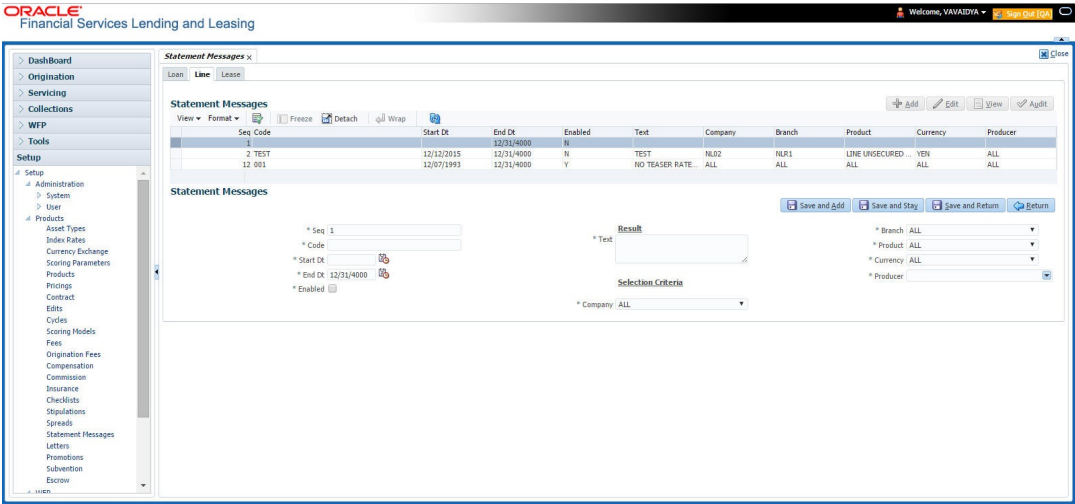 ORACLE
Financial Services Lending and Leasing
Welcome, VAVAIDYA
Sign Out [QA]
DashBoard
Origination
Servicing
Collections
WFP
Tools
Setup
Setup
Administration
System
User
Products
Asset Types
Index Rates
Currency Exchange
Scoring Parameters
Products
Pricings
Contract
Edits
Cycles
Scoring Models
Fees
Origination Fees
Compensation
Commission
Insurance
Checklists
Stipulations
Spreads
Statement Messages
Letters
Promotions
Subvention
Escrow
WFP
Statement Messages x
Close
Loan Line Lease
Statement Messages
Add Edit View Audit
View Format Freeze Detach Wrap
Seq Code Start Dt End Dt Enabled Text Company Branch Product Currency Producer
1 12/31/4000 N
2 TEST 12/12/2015 12/31/4000 N TEST NL02 NLR1 LINE UNSECURED ... YEN ALL
12 001 12/07/1993 12/31/4000 Y NO TEASER RATE... ALL ALL ALL ALL ALL
Statement Messages
Save and Add Save and Stay Save and Return Return
* Seq 1
* Code
* Start Dt
* End Dt 12/31/4000
* Enabled
Result
* Text
Selection Criteria
* Company ALL
* Branch ALL
* Product ALL
* Currency ALL
* Producer